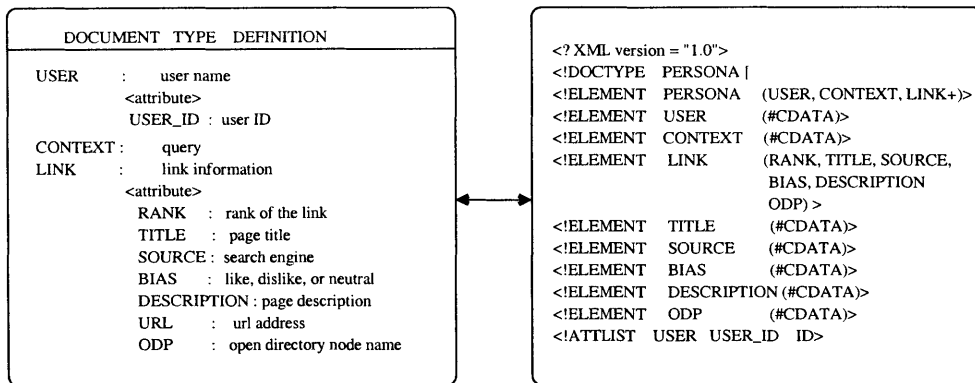 DOCUMENT TYPE DEFINITION
USER : user name
<attribute>
USER_ID : user ID
CONTEXT : query
LINK : link information
<attribute>
RANK : rank of the link
TITLE : page title
SOURCE : search engine
BIAS : like, dislike, or neutral
DESCRIPTION : page description
URL : url address
ODP : open directory node name
<? XML version = "1.0">
<!DOCTYPE PERSONA [
<!ELEMENT PERSONA (USER, CONTEXT, LINK+)>
<!ELEMENT USER (#CDATA)>
<!ELEMENT CONTEXT (#CDATA)>
<!ELEMENT LINK (RANK, TITLE, SOURCE,
BIAS, DESCRIPTION
ODP) >
<!ELEMENT TITLE (#CDATA)>
<!ELEMENT SOURCE (#CDATA)>
<!ELEMENT BIAS (#CDATA)>
<!ELEMENT DESCRIPTION (#CDATA)>
<!ELEMENT ODP (#CDATA)>
<!ATTLIST USER USER_ID ID>